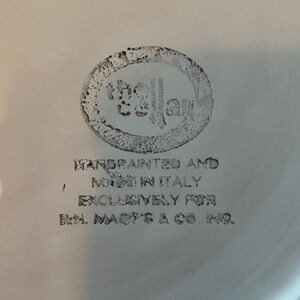 the
cellar
HANDPAINTED AND
MADE IN ITALY
EXCLUSIVELY FOR
R.H. MACY'S & CO. INC.